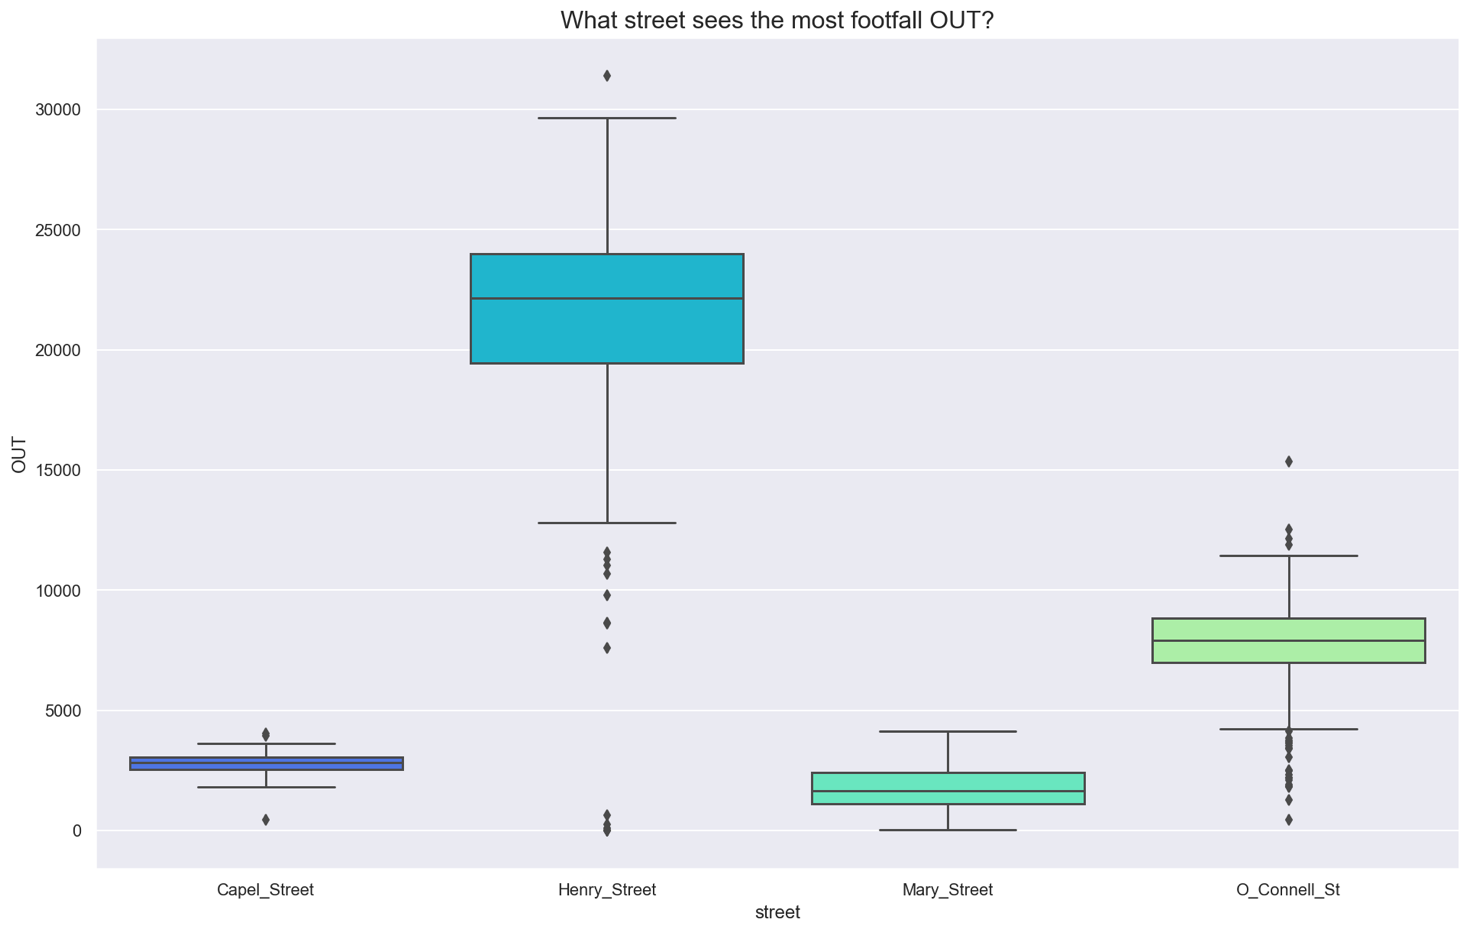 What street sees the most footfall OUT?
30000
25000
20000
15000
10000
5000
0
OUT
Capel_Street
Henry_Street
Mary_Street
O_Connell_St
street